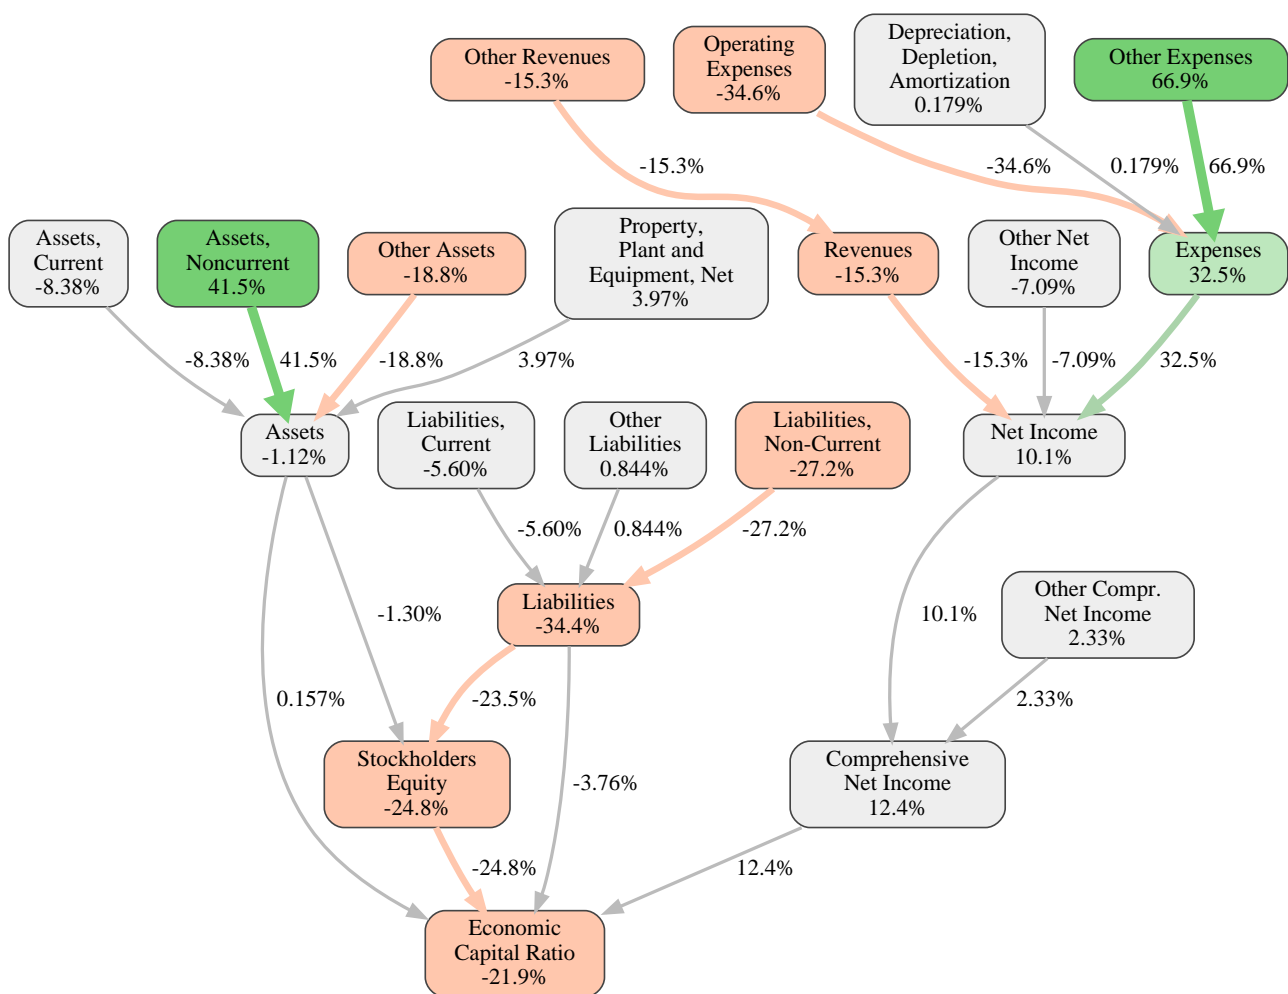 Other Revenues
-15.3%
Operating
Expenses
-34.6%
Depreciation,
Depletion,
Amortization
0.179%
Other Expenses
66.9%
-15.3%
-34.6%
0.179%
66.9%
Assets,
Current
-8.38%
Assets,
Noncurrent
41.5%
Other Assets
-18.8%
Property,
Plant and
Equipment, Net
3.97%
Revenues
-15.3%
Other Net
Income
-7.09%
Expenses
32.5%
-8.38%
41.5%
-18.8%
3.97%
-15.3%
-7.09%
32.5%
Assets
-1.12%
Liabilities,
Current
-5.60%
Other
Liabilities
0.844%
Liabilities,
Non-Current
-27.2%
Net Income
10.1%
-5.60%
0.844%
-27.2%
Liabilities
-34.4%
-1.30%
10.1%
Other Compr.
Net Income
2.33%
0.157%
-23.5%
2.33%
Stockholders
Equity
-24.8%
-3.76%
Comprehensive
Net Income
12.4%
-24.8%
12.4%
Economic
Capital Ratio
-21.9%